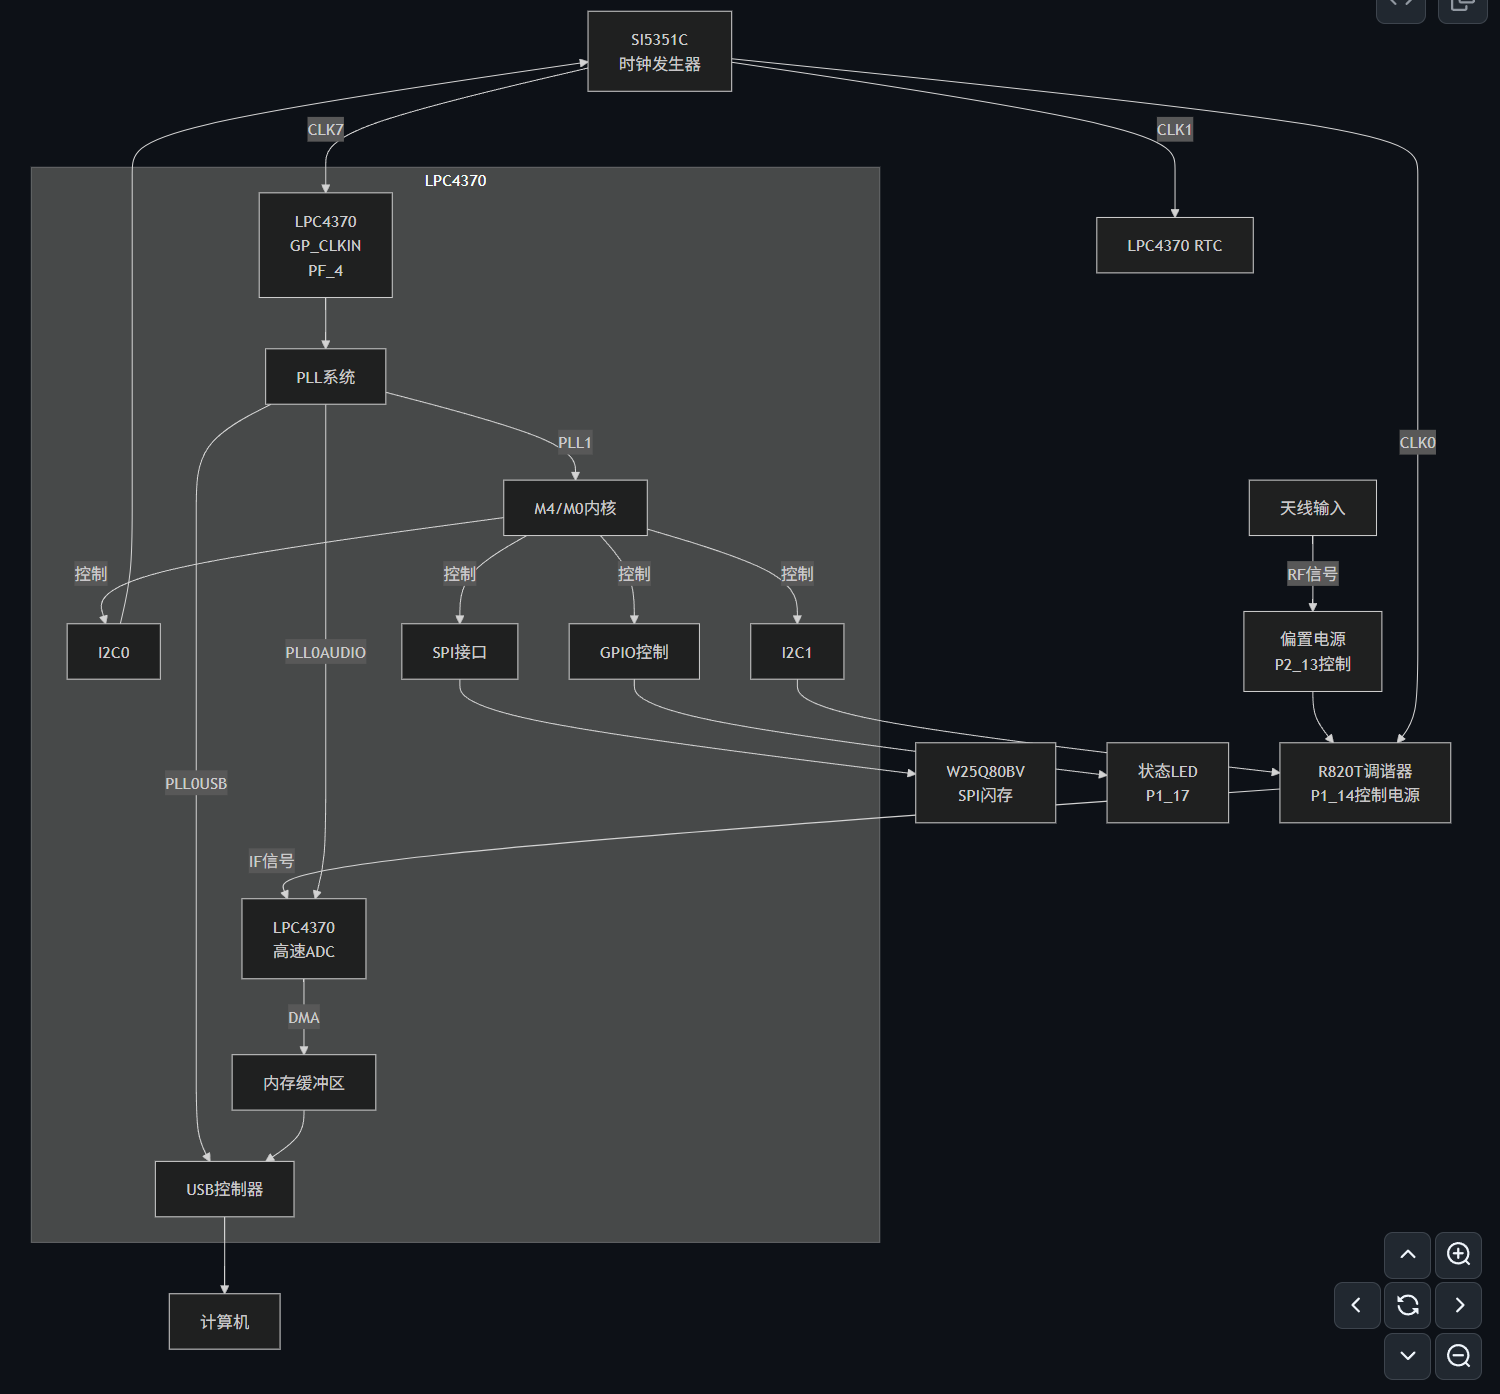 SI5351C
时钟发生器
CLK7
CLK1
LPC4370
LPC4370
GP_CLKIN
PF_4
LPC4370 RTC
PLL系统
PLL1
CLK0
M4/M0内核
天线输入
控制
控制
控制
控制
RF信号
I2C0
PLL0AUDIO
SPI接口
GPIO控制
I2C1
偏置电源
P2_13控制
PLL0USB
W25Q80BV
SPI闪存
状态LED
P1_17
R820T调谐器
P1_14控制电源
IF信号
LPC4370
高速ADC
DMA
内存缓冲区
USB控制器
计算机